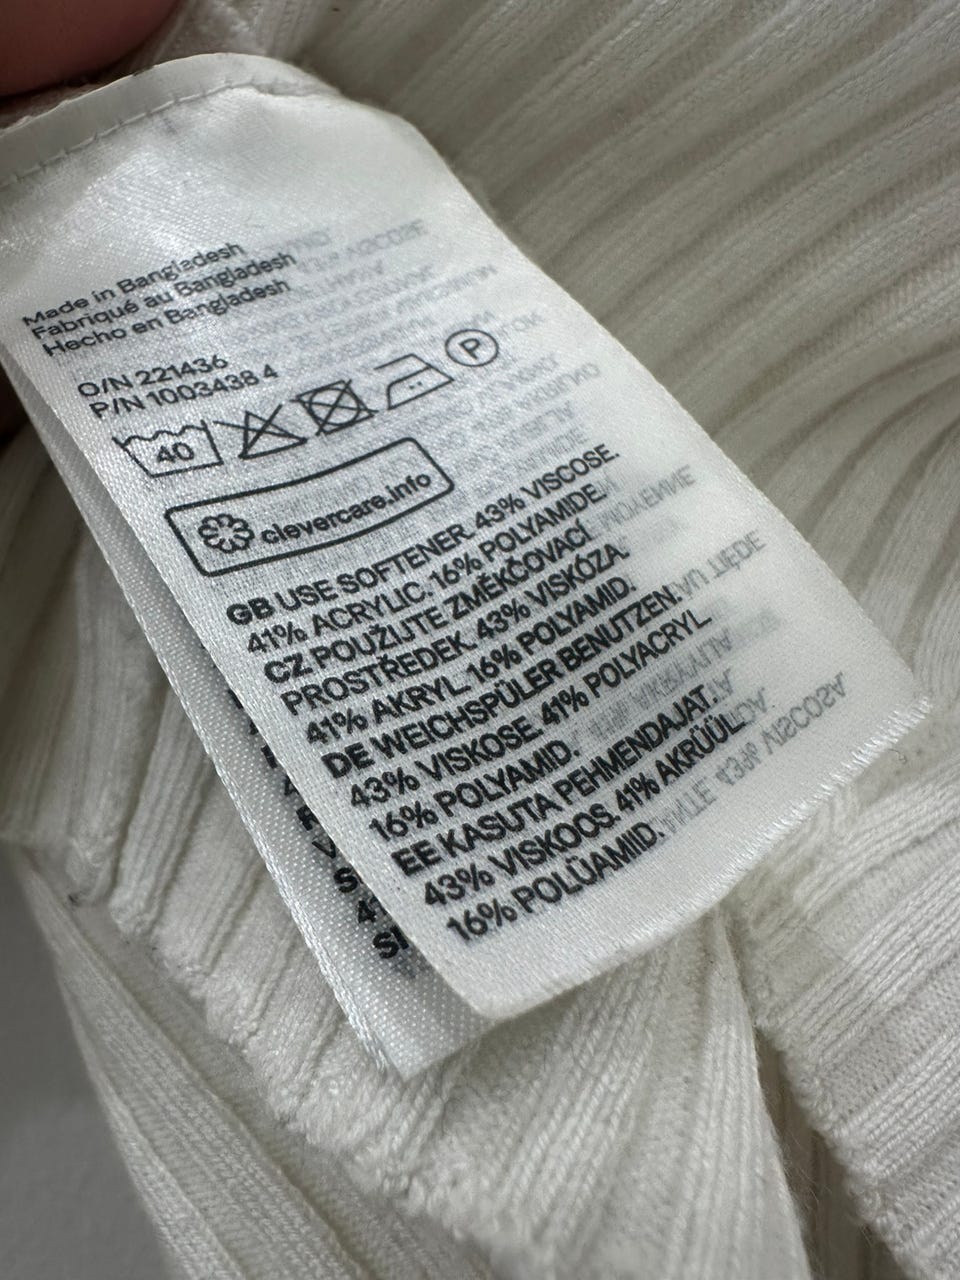 Made in Bangladesh
Fabriqué au Bangladesh
Hecho en Bangladesh
O/N 221436
P/N 1003438 4
P
40
clevercare.info
GB USE SOFTENER. 43% VISCOSE.
41% ACRYLIC. 16% POLYAMIDE.
CZ POUŽIJTE ZMĚKČOVACÍ
PROSTŘEDEK. 43% VISKÓZA.
41% AKRYL. 16% POLYAMID.
DE WEICHSPÜLER BENUTZEN.
43% VISKOSE. 41% POLYACRYL
16% POLYAMID.
EE KASUTA PEHMENDAJAT.
43% VISKOOS. 41% AKRÜÜL
16% POLÜAMIID.